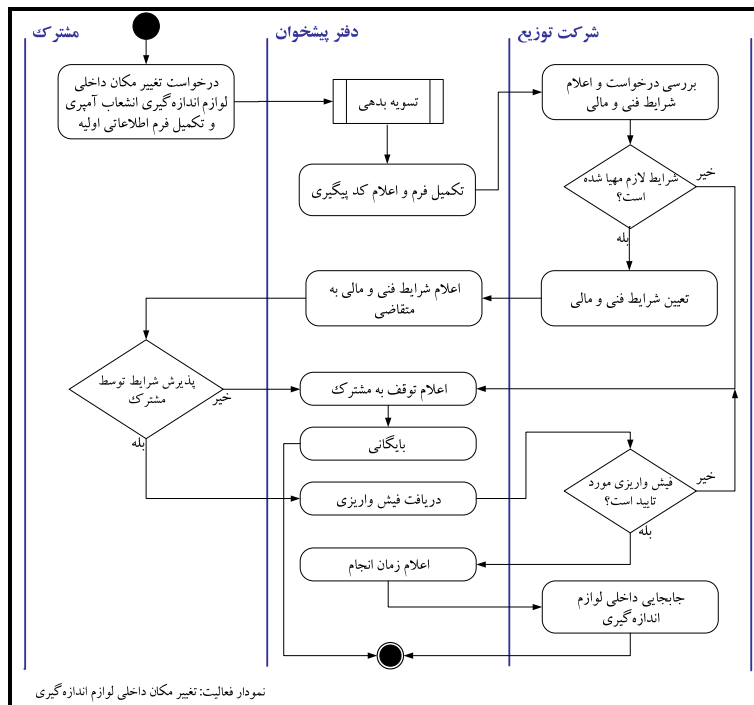 مشترک
دفتر پیشخوان
شرکت توزیع
درخواست تغییر مکان داخلی
لوازم اندازه‌گیری انشعاب آمپری
و تکمیل فرم اطلاعاتی اولیه
تسویه بدهی
بررسی درخواست و اعلام
شرایط فنی و مالی
تکمیل فرم و اعلام کد پیگیری
شرایط لازم مهیا شده
است؟
خیر
بله
تعیین شرایط فنی و مالی
اعلام شرایط فنی و مالی به
متقاضی
پذیرش شرایط توسط
مشترک
خیر
بله
اعلام توقف به مشترک
بایگانی
دریافت فیش واریزی
فیش واریزی مورد
تایید است؟
خیر
بله
اعلام زمان انجام
جابجایی داخلی لوازم
اندازه‌گیری
نمودار فعالیت: تغییر مکان داخلی لوازم اندازه‌گیری